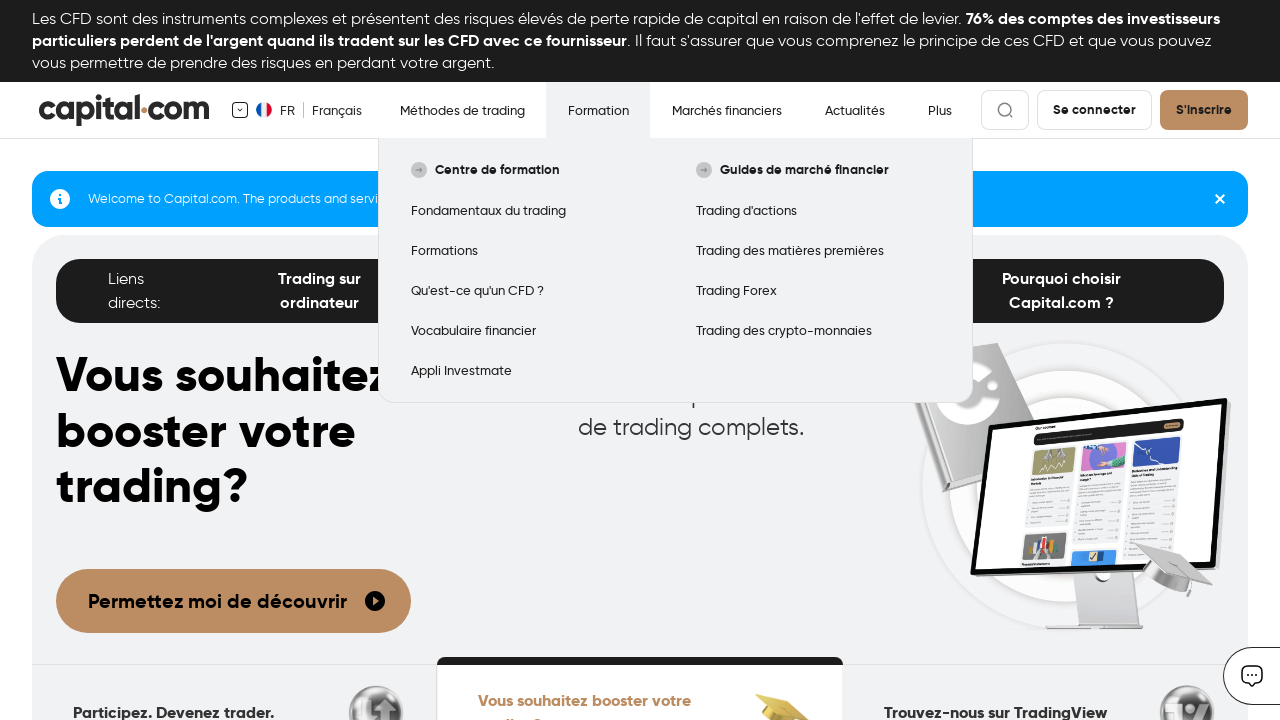 Les CFD sont des instruments complexes et présentent des risques élevés de perte rapide de capital en raison de l'effet de levier. 76% des comptes des investisseurs
particuliers perdent de l'argent quand ils tradent sur les CFD avec ce fournisseur. Il faut s'assurer que vous comprenez le principe de ces CFD et que vous pouvez
vous permettre de prendre des risques en perdant votre argent.
capital.com
FR
Français
Méthodes de trading
Formation
Marchés financiers
Actualités
Plus
Se connecter
S'inscrire
Centre de formation
Fondamentaux du trading
Formations
Qu'est-ce qu'un CFD ?
Vocabulaire financier
Appli Investmate
Guides de marché financier
Trading d'actions
Trading des matières premières
Trading Forex
Trading des crypto-monnaies
Welcome to Capital.com. The products and servi
Liens
directs:
Trading sur
ordinateur
Pourquoi choisir
Capital.com ?
Vous souhaitez
booster votre
trading?
de trading complets.
Our courses
Permettez moi de découvrir
Participez. Devenez trader.
Vous souhaitez booster votre
Trouvez-nous sur TradingView